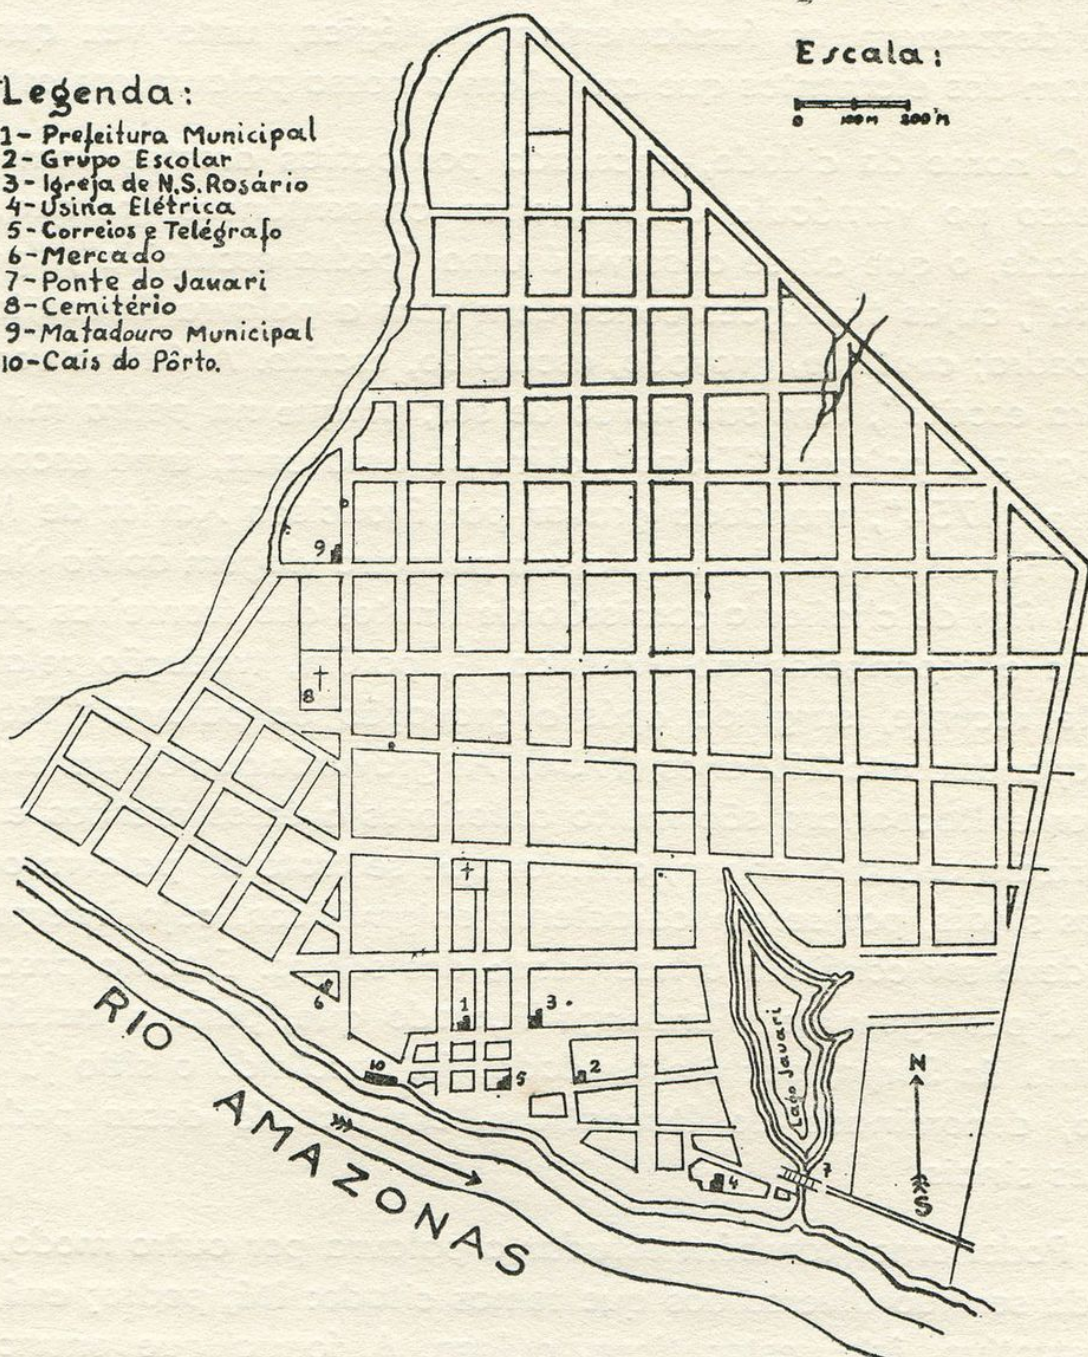 Legenda:
1- Prefeitura Municipal
2- Grupo Escolar
3- Igreja de N.S. Rosário
4- Usina Elétrica
5- Correios e Telégrafo
6- Mercado
7- Ponte do Jauari
8- Cemitério
9- Matadouro Municipal
10- Cais do Pôrto.
Escala:
0 100m 200m
9
8
6
1
3
10
5
2
4
7
Lago Jauari
N
S
RIO
AMAZONAS